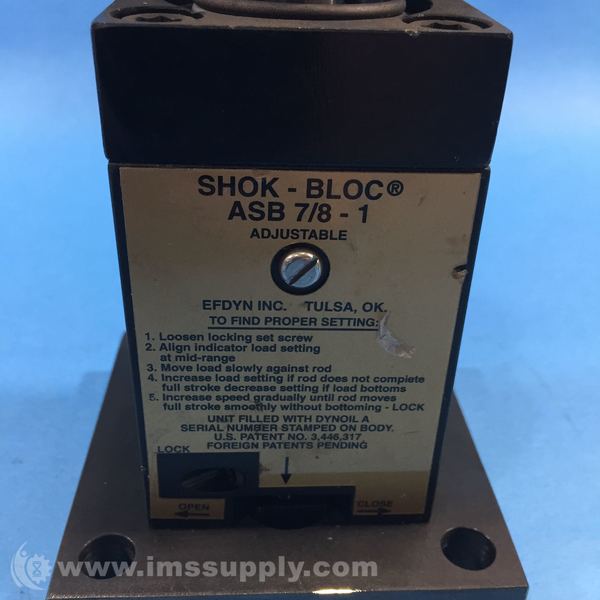 SHOK - BLOC®
ASB 7/8 - 1
ADJUSTABLE
EFDYN INC. TULSA, OK.
TO FIND PROPER SETTING:
1. Loosen locking set screw
2. Align indicator load setting
at mid-range
3. Move load slowly against rod
4. Increase load setting if rod does not complete
full stroke decrease setting if load bottoms
5. Increase speed gradually until rod moves
full stroke smoothly without bottoming - LOCK
UNIT FILLED WITH DYNOIL A
SERIAL NUMBER STAMPED ON BODY.
U.S. PATENT NO. 3,446,317
FOREIGN PATENTS PENDING
LOCK
OPEN
CLOSE
www.imssupply.com